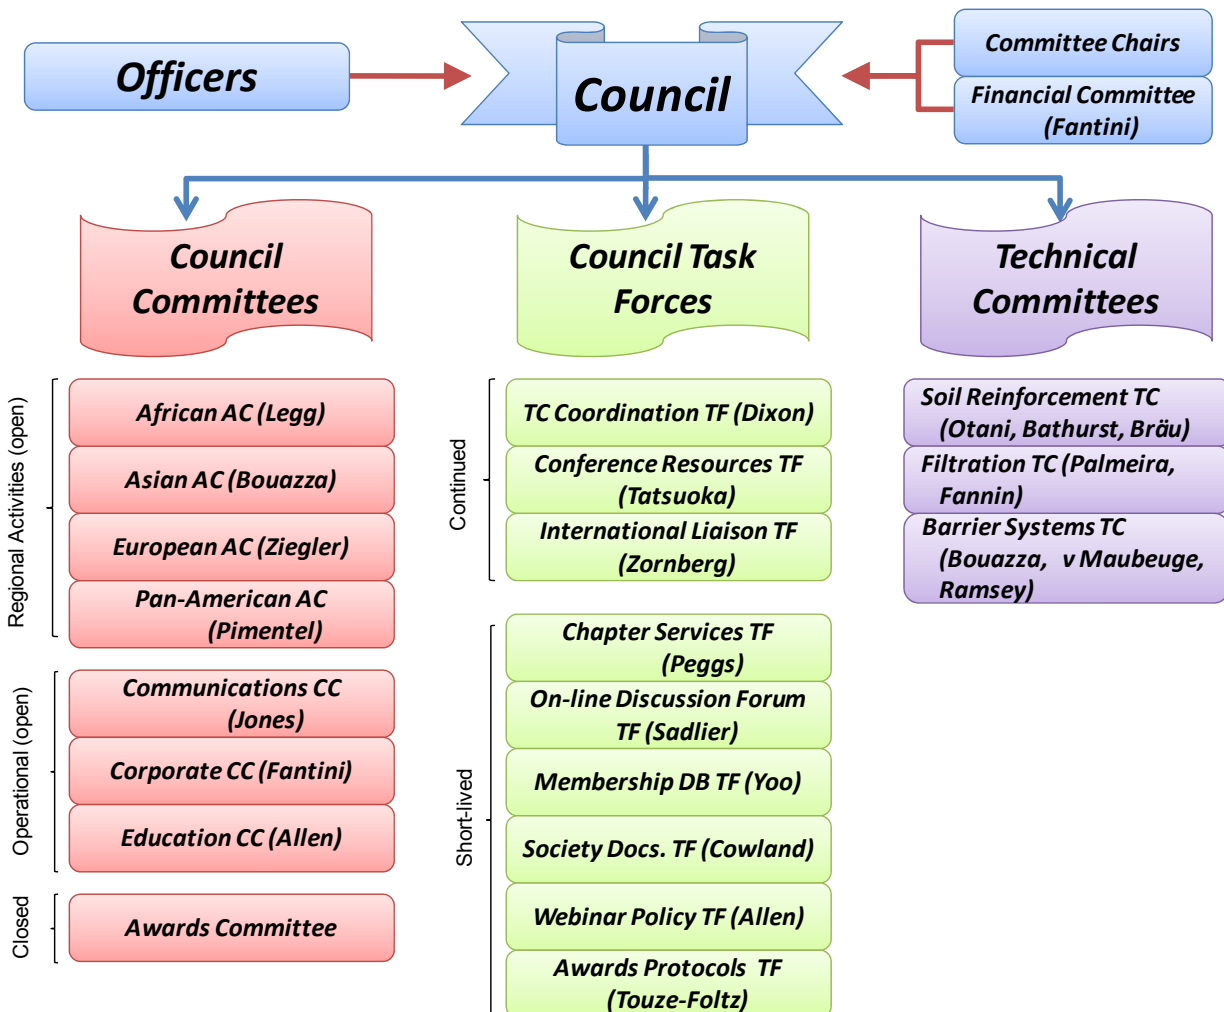 Officers
Council
Committee Chairs
Financial Committee
(Fantini)
Council
Committees
Council Task
Forces
Technical
Committees
Regional Activities (open)
African AC (Legg)
Asian AC (Bouazza)
European AC (Ziegler)
Pan-American AC
(Pimentel)
Operational (open)
Communications CC
(Jones)
Corporate CC (Fantini)
Education CC (Allen)
Closed
Awards Committee
Continued
TC Coordination TF (Dixon)
Conference Resources TF
(Tatsuoka)
International Liaison TF
(Zornberg)
Short-lived
Chapter Services TF
(Peggs)
On-line Discussion Forum
TF (Sadlier)
Membership DB TF (Yoo)
Society Docs. TF (Cowland)
Webinar Policy TF (Allen)
Awards Protocols TF
(Touze-Foltz)
Soil Reinforcement TC
(Otani, Bathurst, Bräu)
Filtration TC (Palmeira,
Fannin)
Barrier Systems TC
(Bouazza, v Maubeuge,
Ramsey)